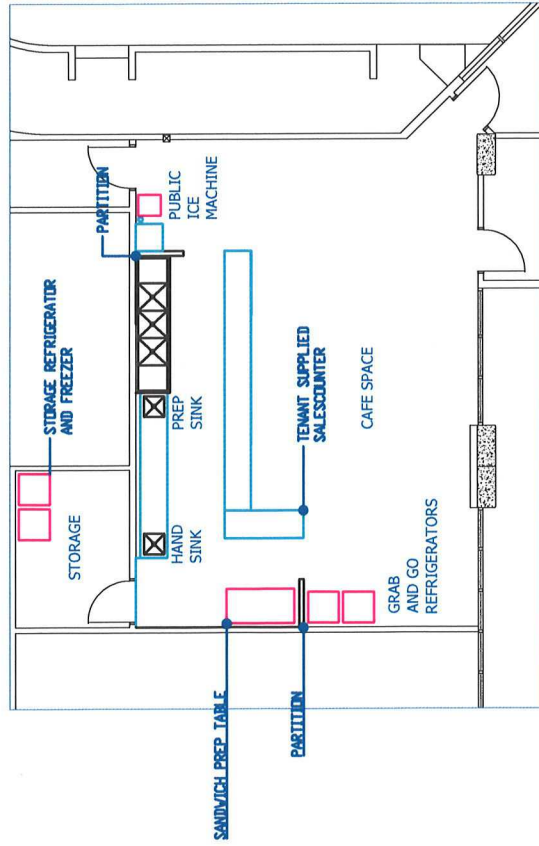 STORAGE REFRIGERATOR
AND FREEZER
PARTITION
STORAGE
HAND
SINK
PREP
SINK
PUBLIC
ICE
MACHINE
SANDWICH PREP TABLE
PARTITION
GRAB
AND GO
REFRIGERATORS
TENANT SUPPLIED
SALESCOUNTER
CAFE SPACE